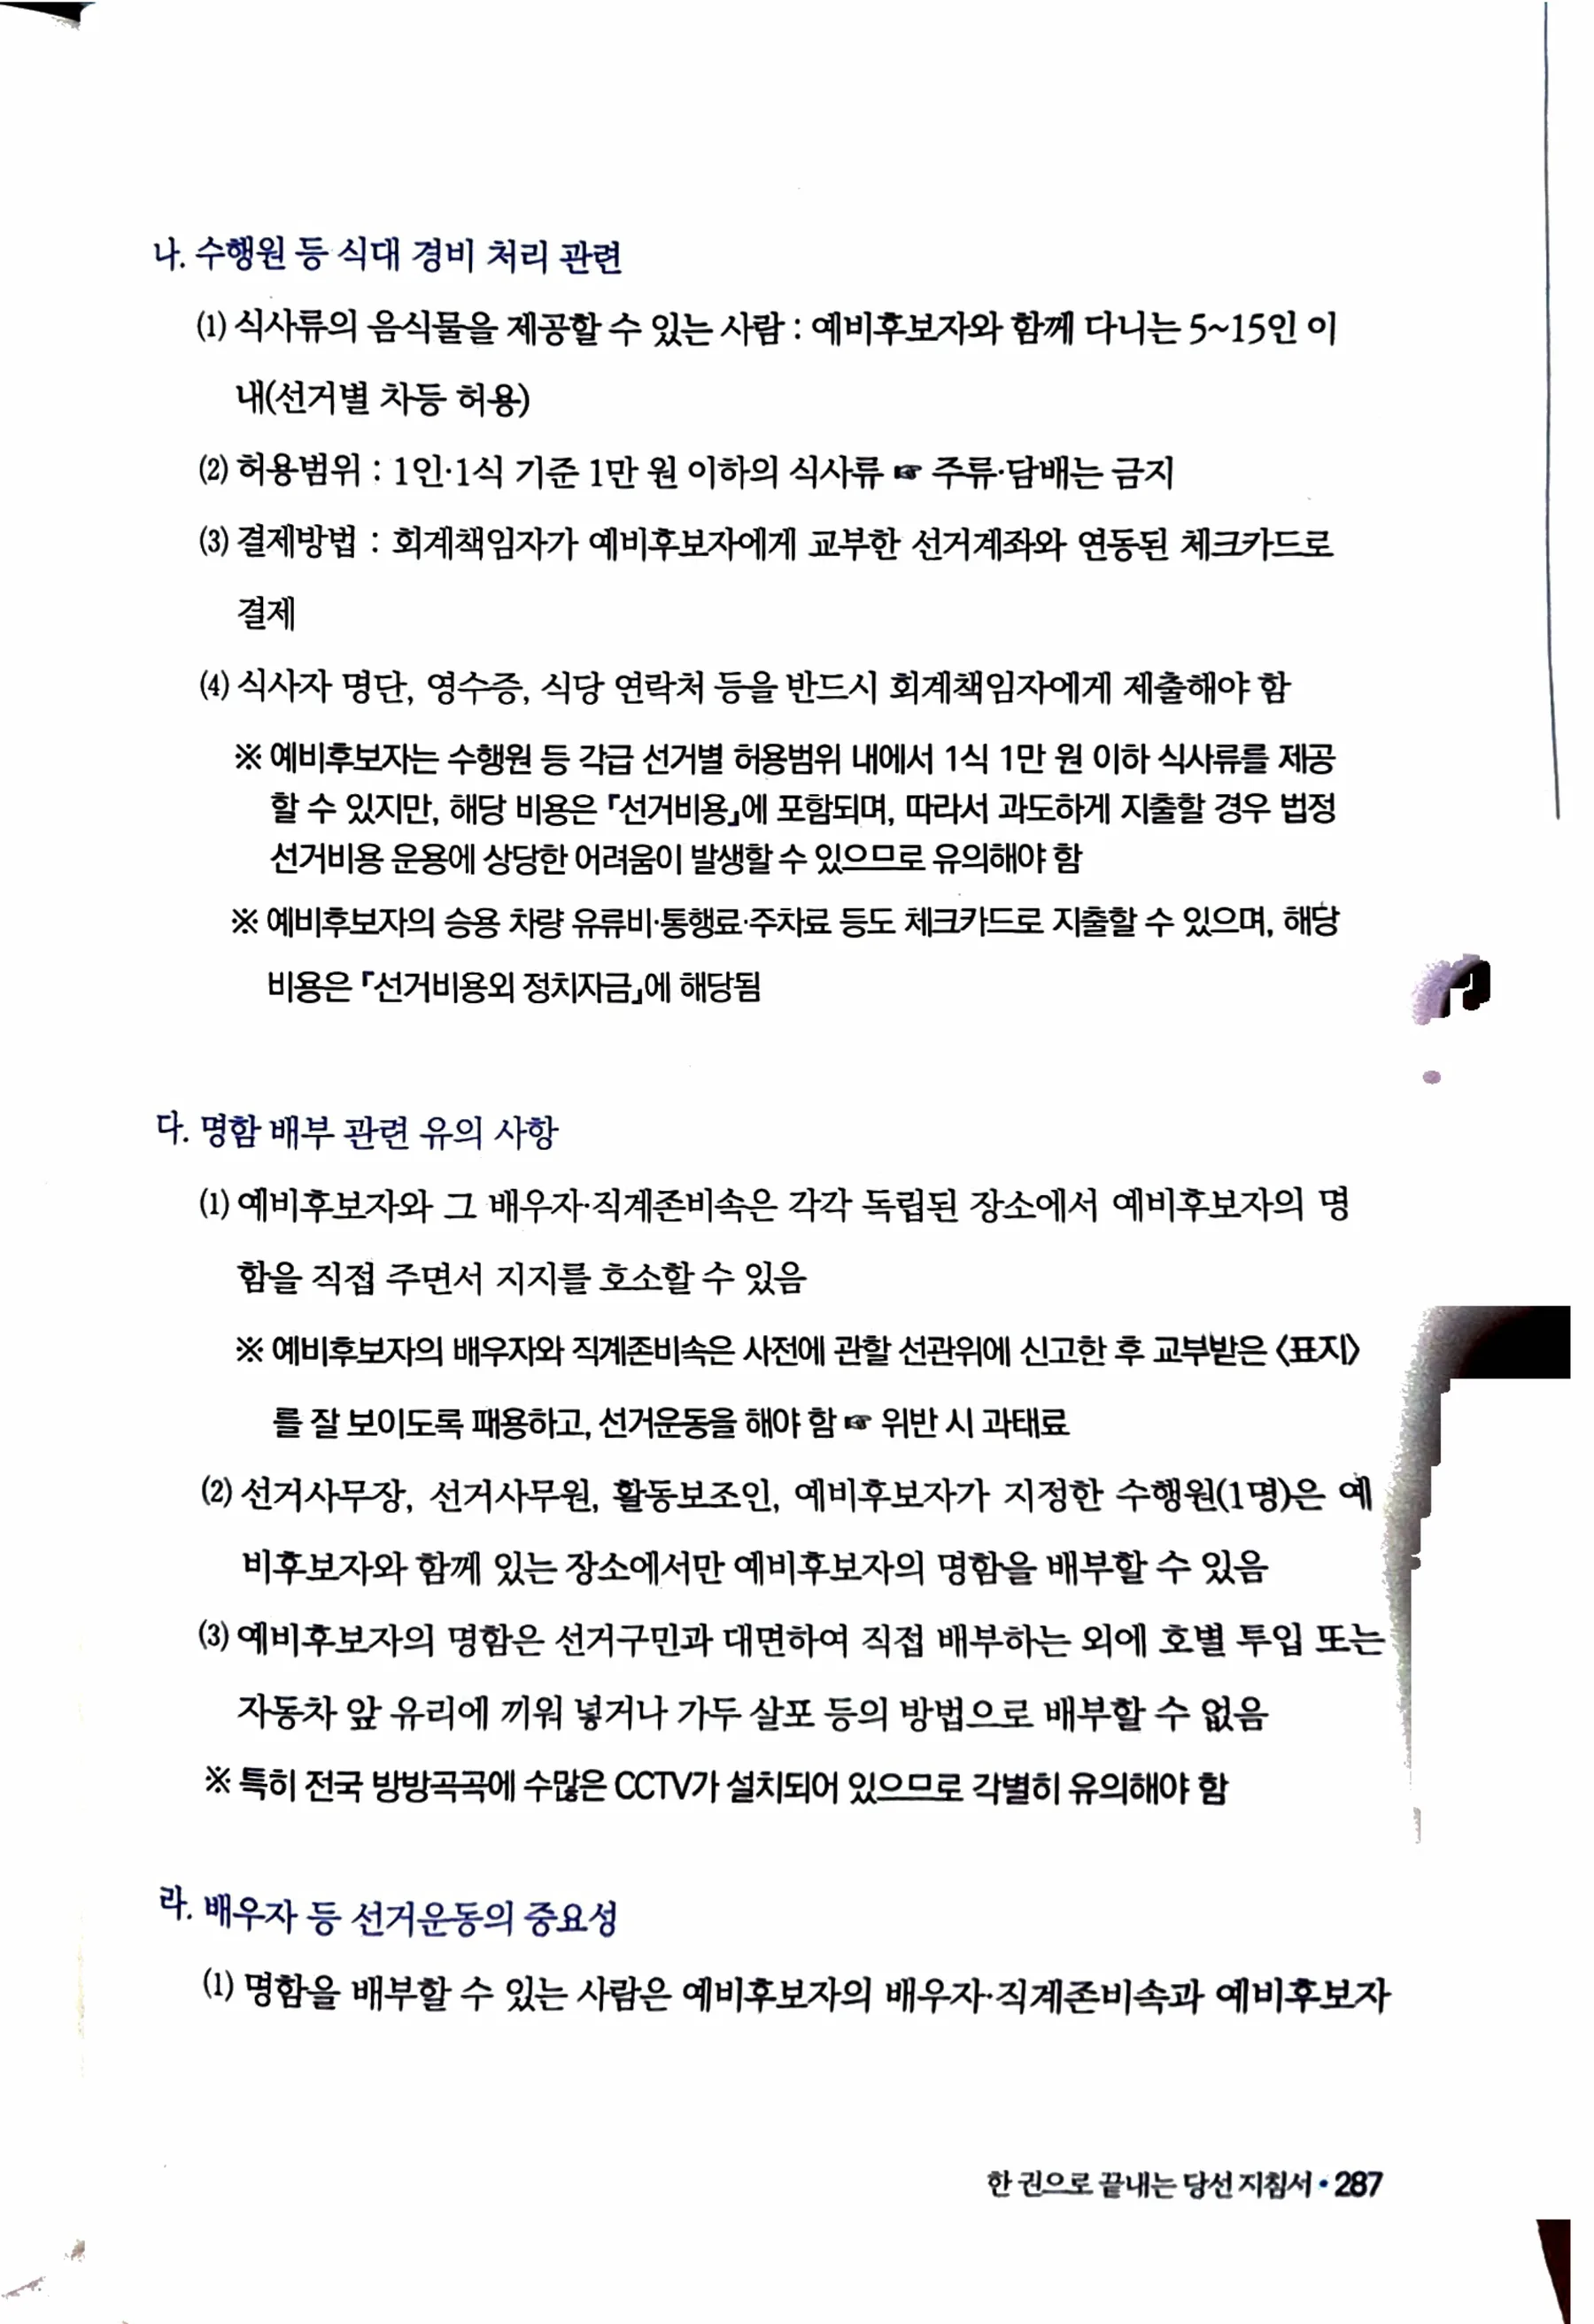 나. 수행원 등 식대 경비 처리 관련
(1) 식사류의 음식물을 제공할 수 있는 사람 : 예비후보자와 함께 다니는 5~15인 이
내(선거별 차등 허용)
(2) 허용범위 : 1인·1식 기준 1만 원 이하의 식사류 ☞ 주류·담배는 금지
(3) 결제방법 : 회계책임자가 예비후보자에게 교부한 선거계좌와 연동된 체크카드로
결제
(4) 식사자 명단, 영수증, 식당 연락처 등을 반드시 회계책임자에게 제출해야 함
※ 예비후보자는 수행원 등 각급 선거별 허용범위 내에서 1식 1만 원 이하 식사류를 제공
할 수 있지만, 해당 비용은 『선거비용』에 포함되며, 따라서 과도하게 지출할 경우 법정
선거비용 운용에 상당한 어려움이 발생할 수 있으므로 유의해야 함
※ 예비후보자의 승용 차량 유류비·통행료·주차료 등도 체크카드로 지출할 수 있으며, 해당
비용은 『선거비용외 정치자금』에 해당됨
다. 명함 배부 관련 유의 사항
(1) 예비후보자와 그 배우자·직계존비속은 각각 독립된 장소에서 예비후보자의 명
함을 직접 주면서 지지를 호소할 수 있음
※ 예비후보자의 배우자와 직계존비속은 사전에 관할 선관위에 신고한 후 교부받은 〈표지〉
를 잘 보이도록 패용하고, 선거운동을 해야 함 ☞ 위반 시 과태료
(2) 선거사무장, 선거사무원, 활동보조인, 예비후보자가 지정한 수행원(1명)은 예
비후보자와 함께 있는 장소에서만 예비후보자의 명함을 배부할 수 있음
(3) 예비후보자의 명함은 선거구민과 대면하여 직접 배부하는 외에 호별 투입 또는
자동차 앞 유리에 끼워 넣거나 가두 살포 등의 방법으로 배부할 수 없음
※ 특히 전국 방방곡곡에 수많은 CCTV가 설치되어 있으므로 각별히 유의해야 함
라. 배우자 등 선거운동의 중요성
(1) 명함을 배부할 수 있는 사람은 예비후보자의 배우자·직계존비속과 예비후보자
한 권으로 끝내는 당선 지침서 • 287